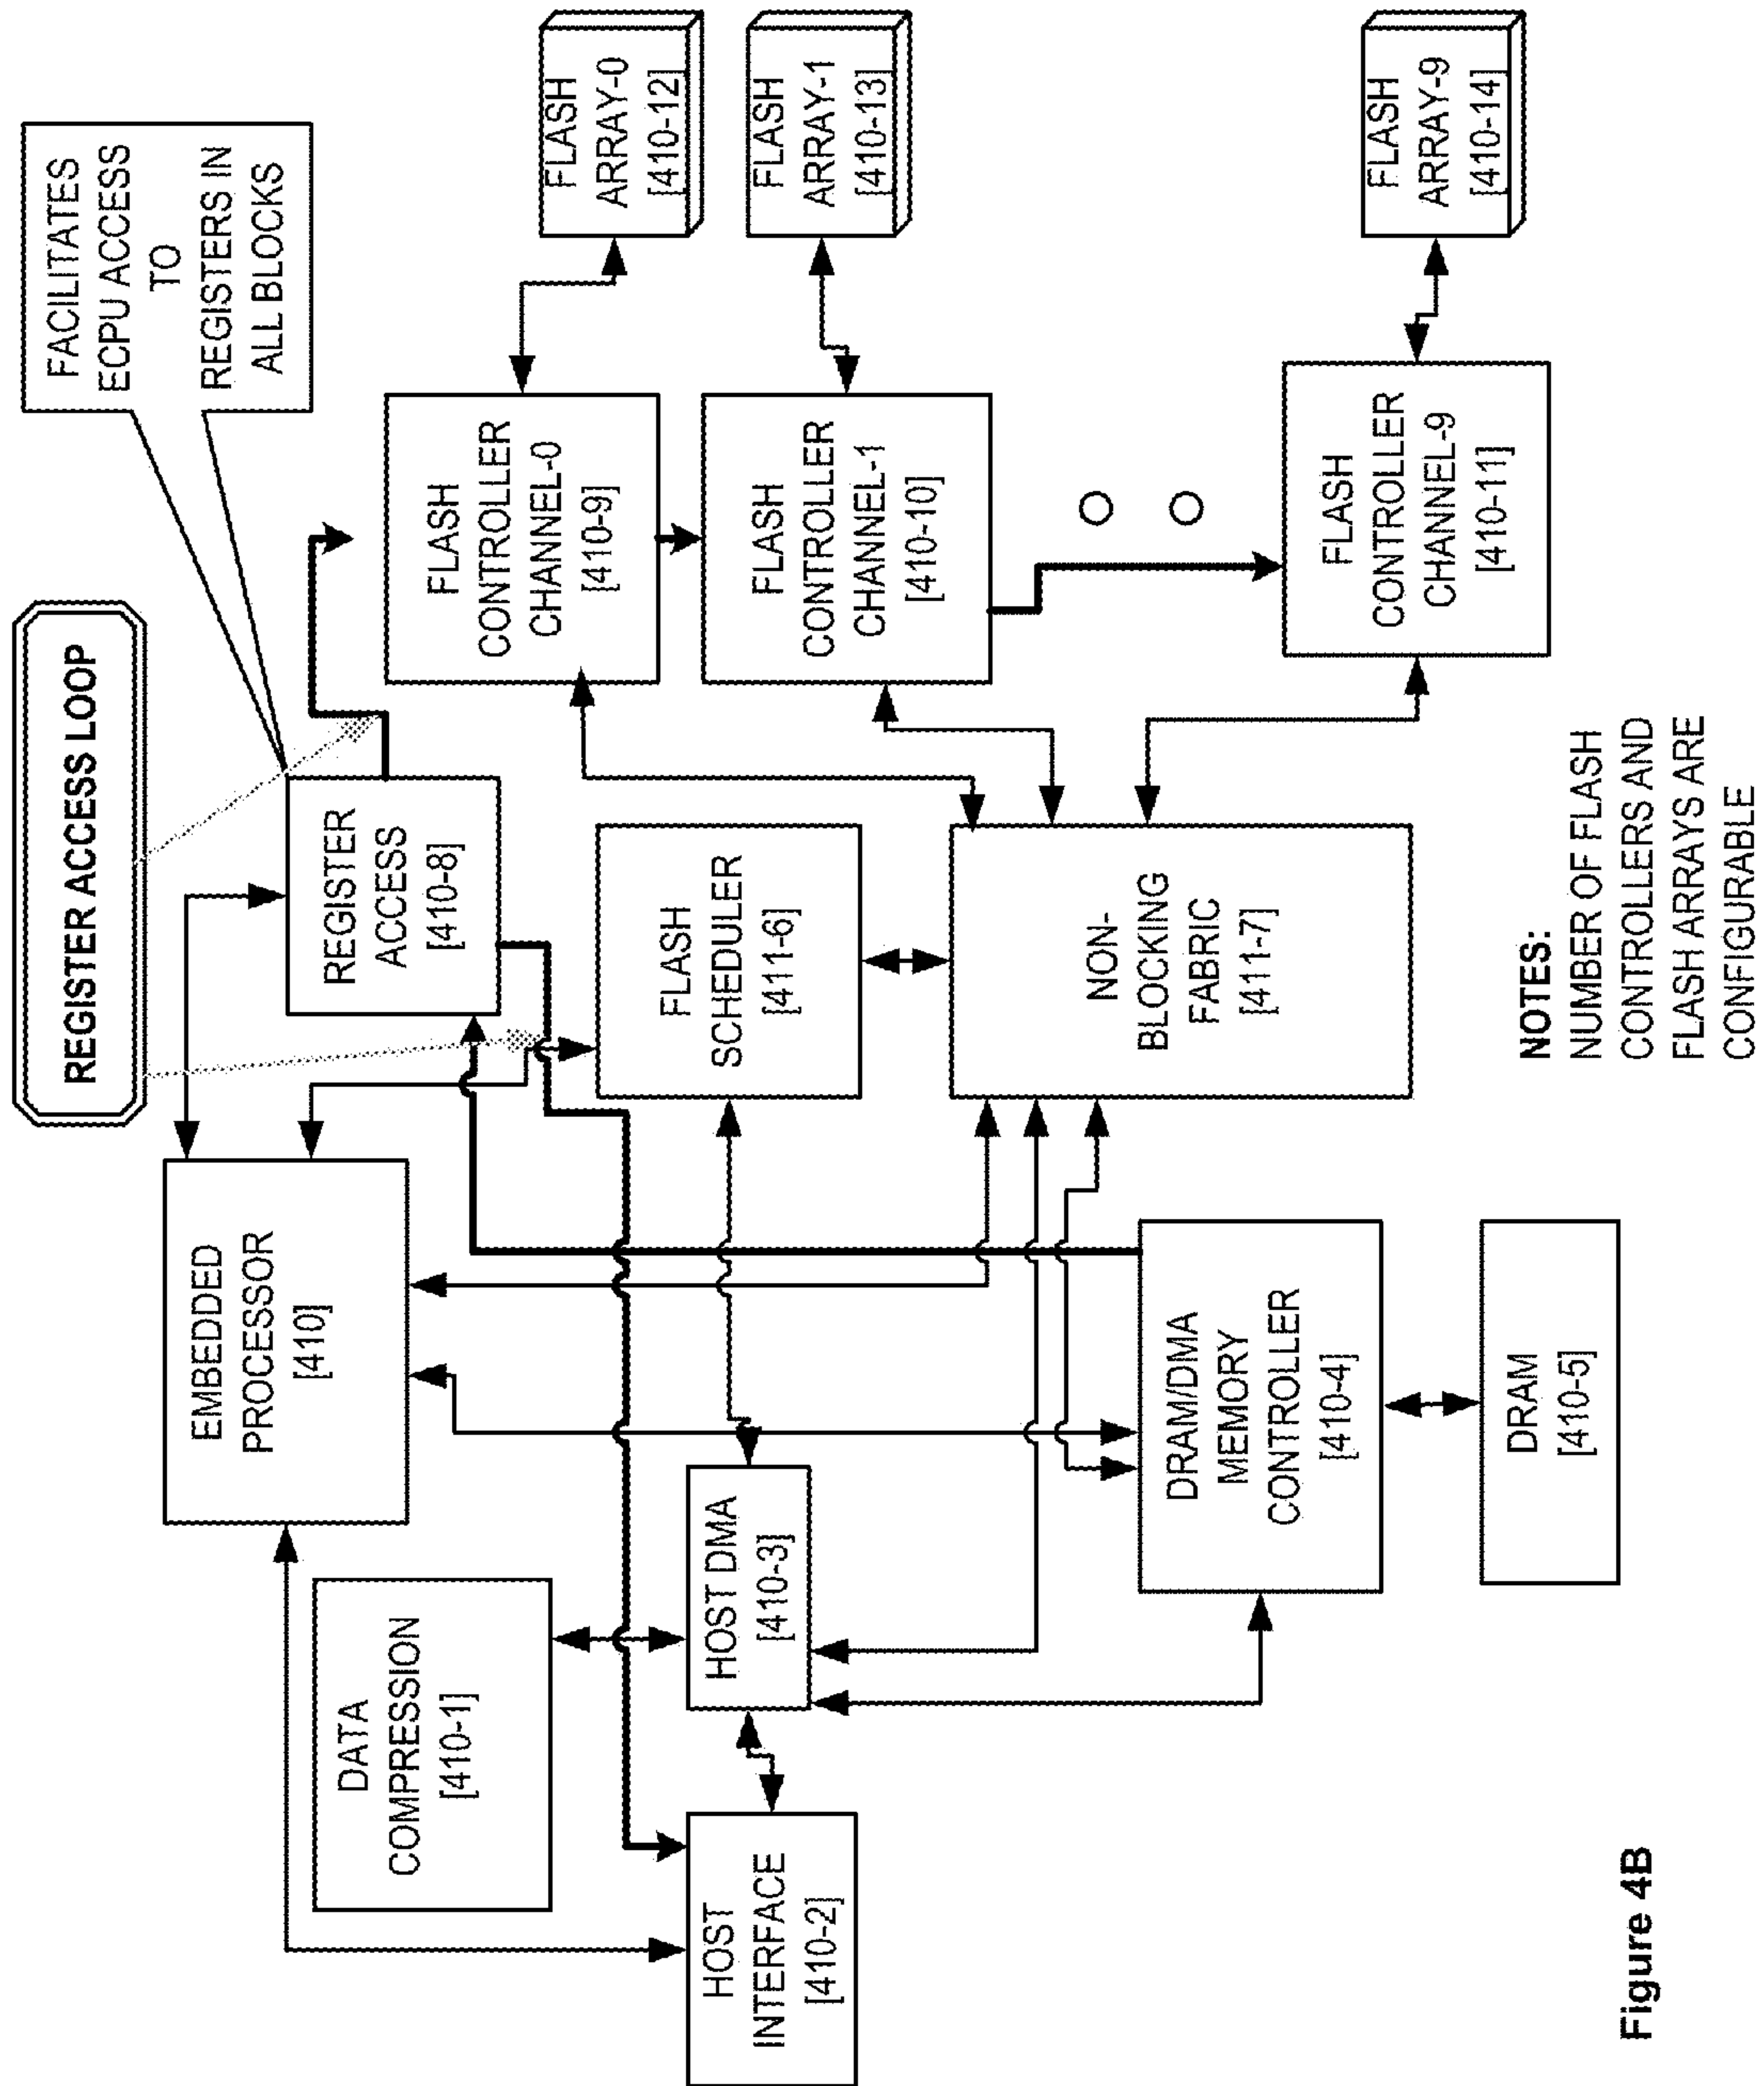 REGISTER ACCESS LOOP
FACILITATES
ECPU ACCESS
TO
REGISTERS IN
ALL BLOCKS
EMBEDDED
PROCESSOR
[410]
REGISTER
ACCESS
[410-8]
DATA
COMPRESSION
[410-1]
HOST
INTERFACE
[410-2]
HOST DMA
[410-3]
FLASH
SCHEDULER
[411-6]
NON-
BLOCKING
FABRIC
[411-7]
DRAM/DMA
MEMORY
CONTROLLER
[410-4]
DRAM
[410-5]
FLASH
CONTROLLER
CHANNEL-0
[410-9]
FLASH
CONTROLLER
CHANNEL-1
[410-10]
FLASH
CONTROLLER
CHANNEL-9
[410-11]
FLASH
ARRAY-0
[410-12]
FLASH
ARRAY-1
[410-13]
FLASH
ARRAY-9
[410-14]
NOTES:
NUMBER OF FLASH
CONTROLLERS AND
FLASH ARRAYS ARE
CONFIGURABLE
Figure 4B